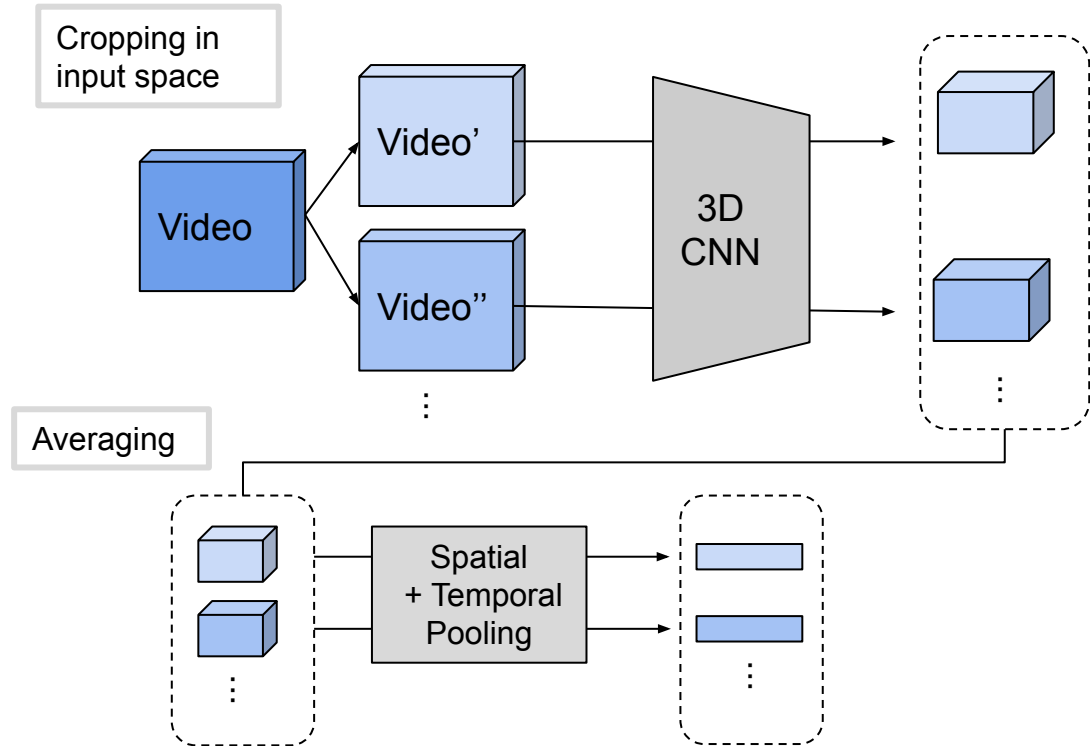 Cropping in
input space
Video
Video’
Video’’
⋮
3D
CNN
⋮
Averaging
⋮
Spatial
+ Temporal
Pooling
⋮